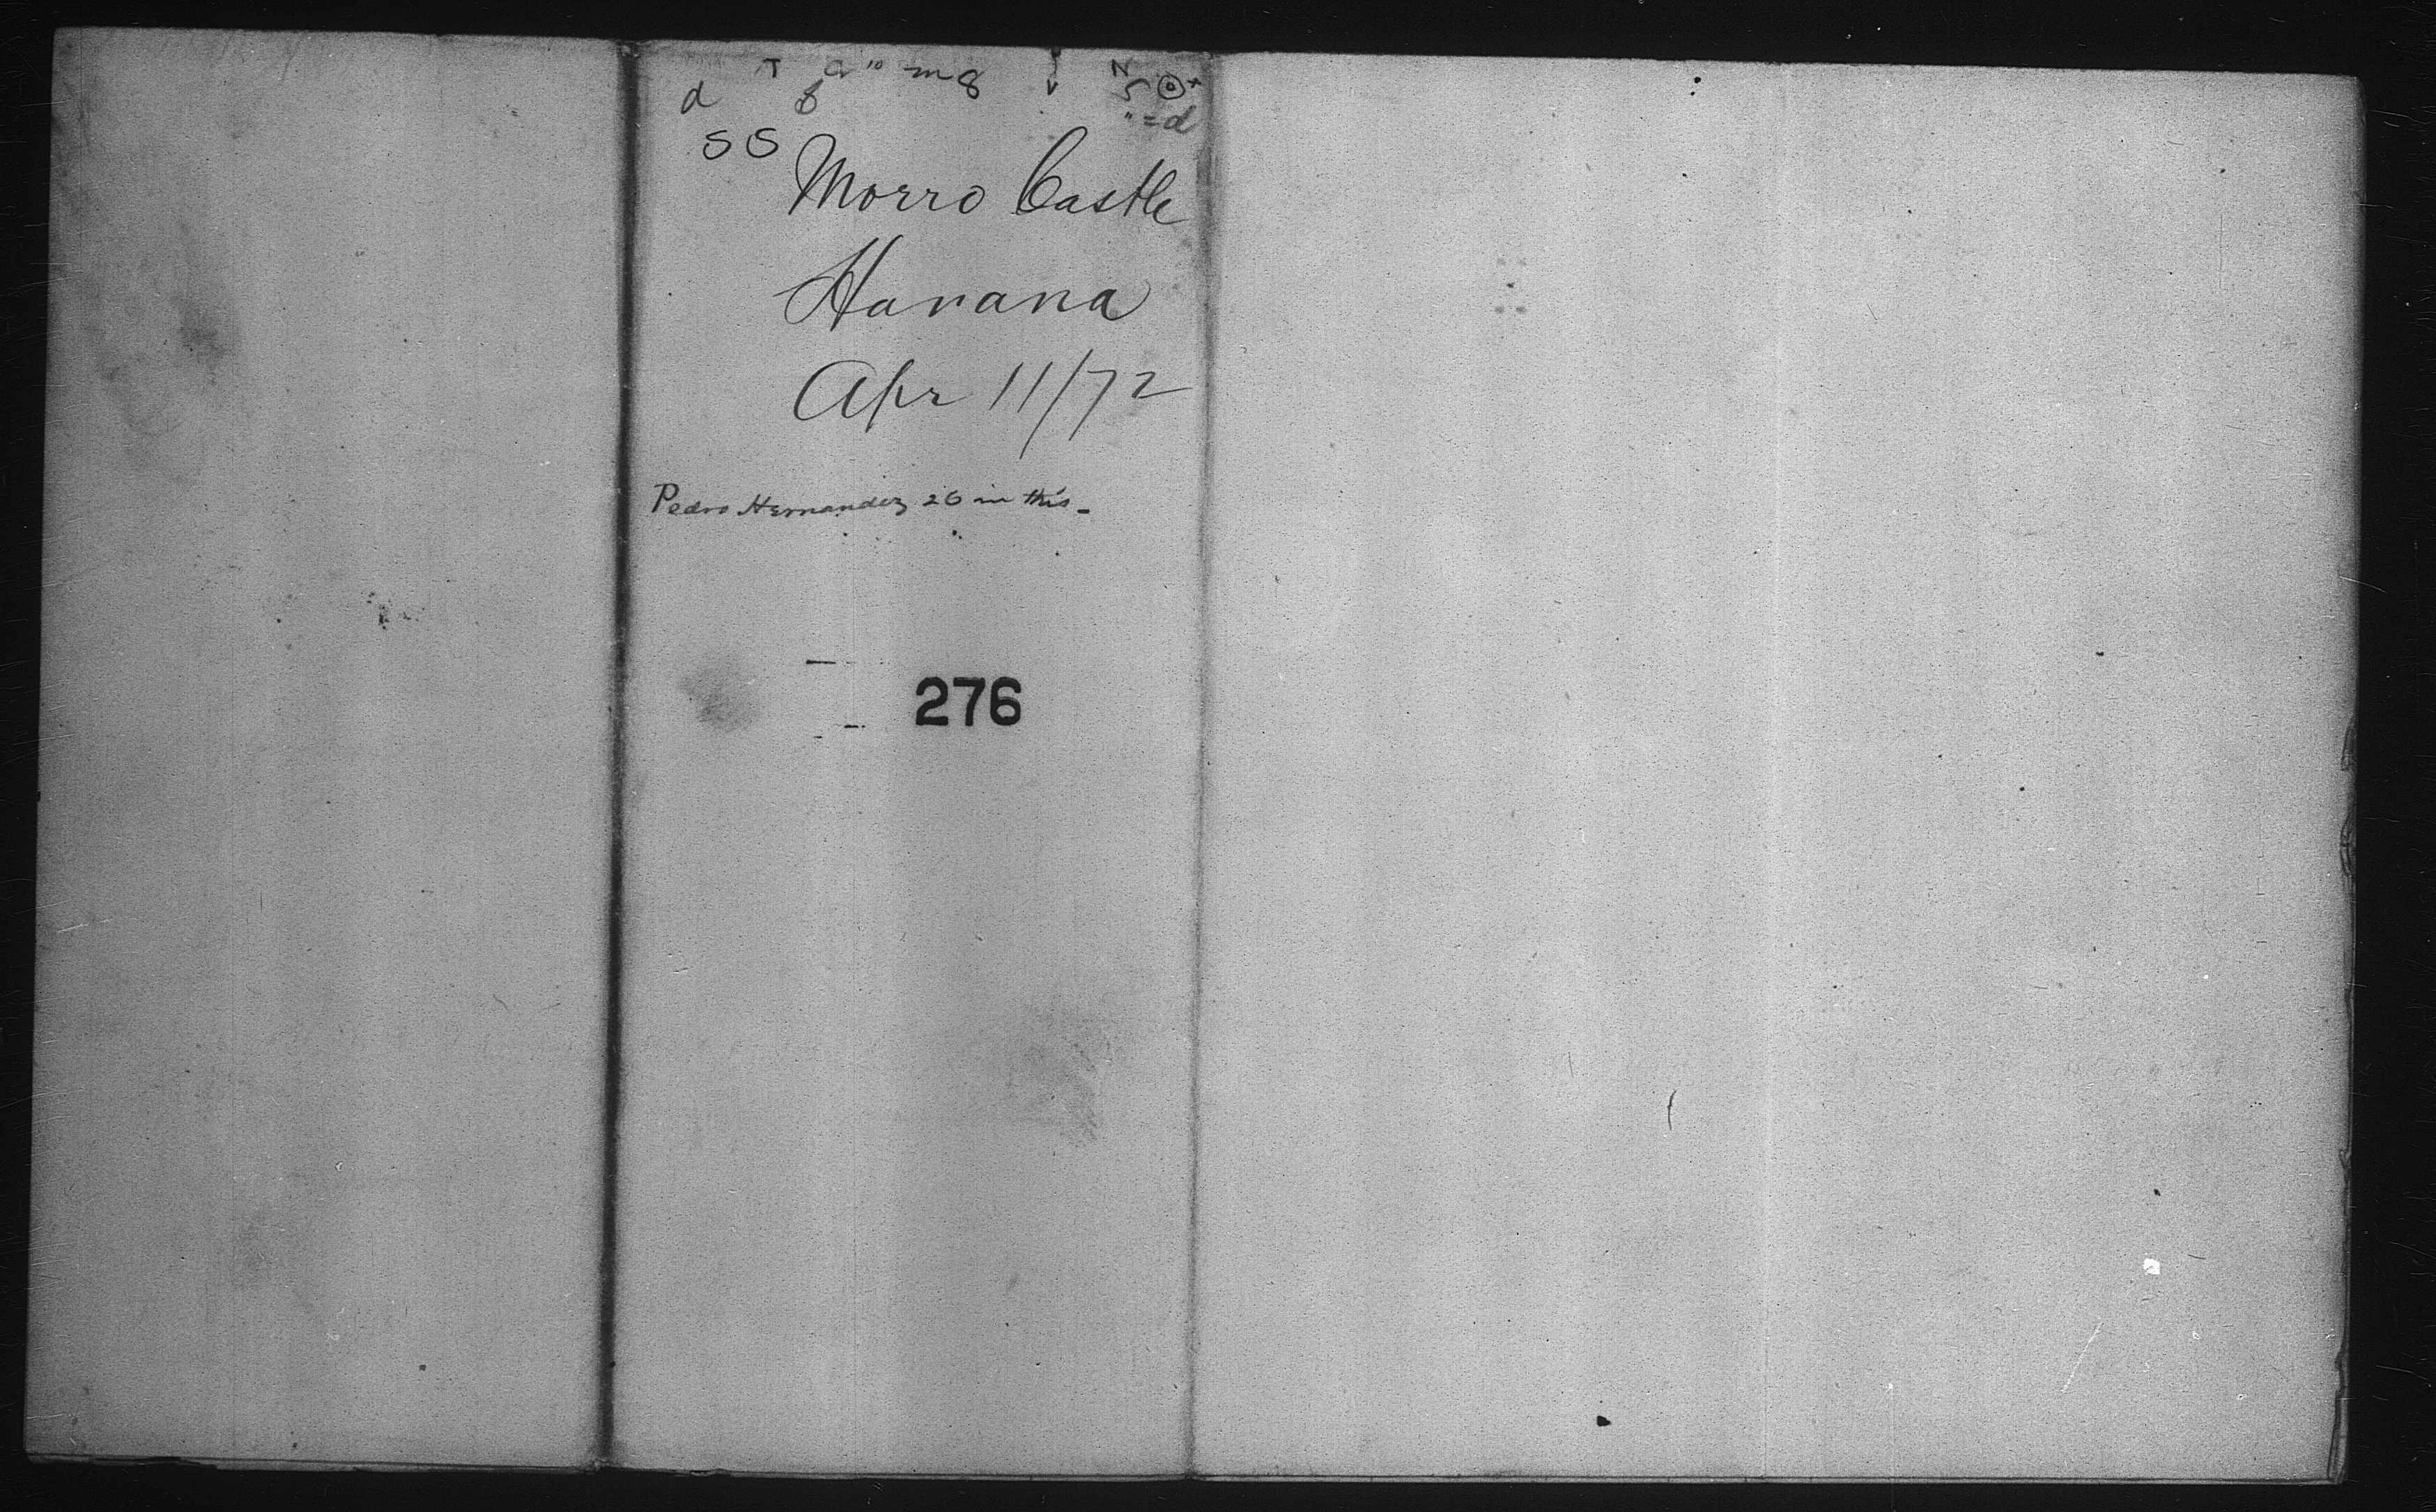 SS
Morro Castle
Havana
Apr 11/72
Pedro Hernandez 26 in this -
276